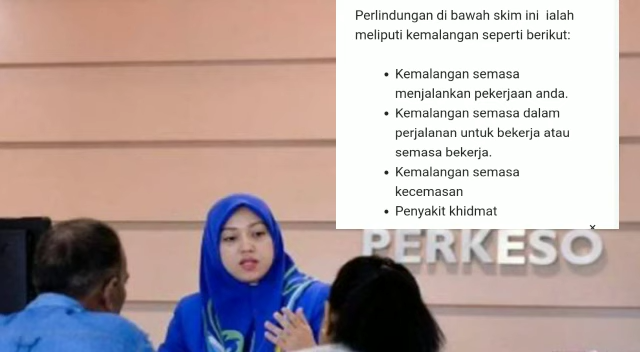 Perlindungan di bawah skim ini ialah
meliputi kemalangan seperti berikut:
• Kemalangan semasa
menjalankan pekerjaan anda.
• Kemalangan semasa dalam
perjalanan untuk bekerja atau
semasa bekerja.
• Kemalangan semasa
kecemasan
• Penyakit khidmat
PERKESO